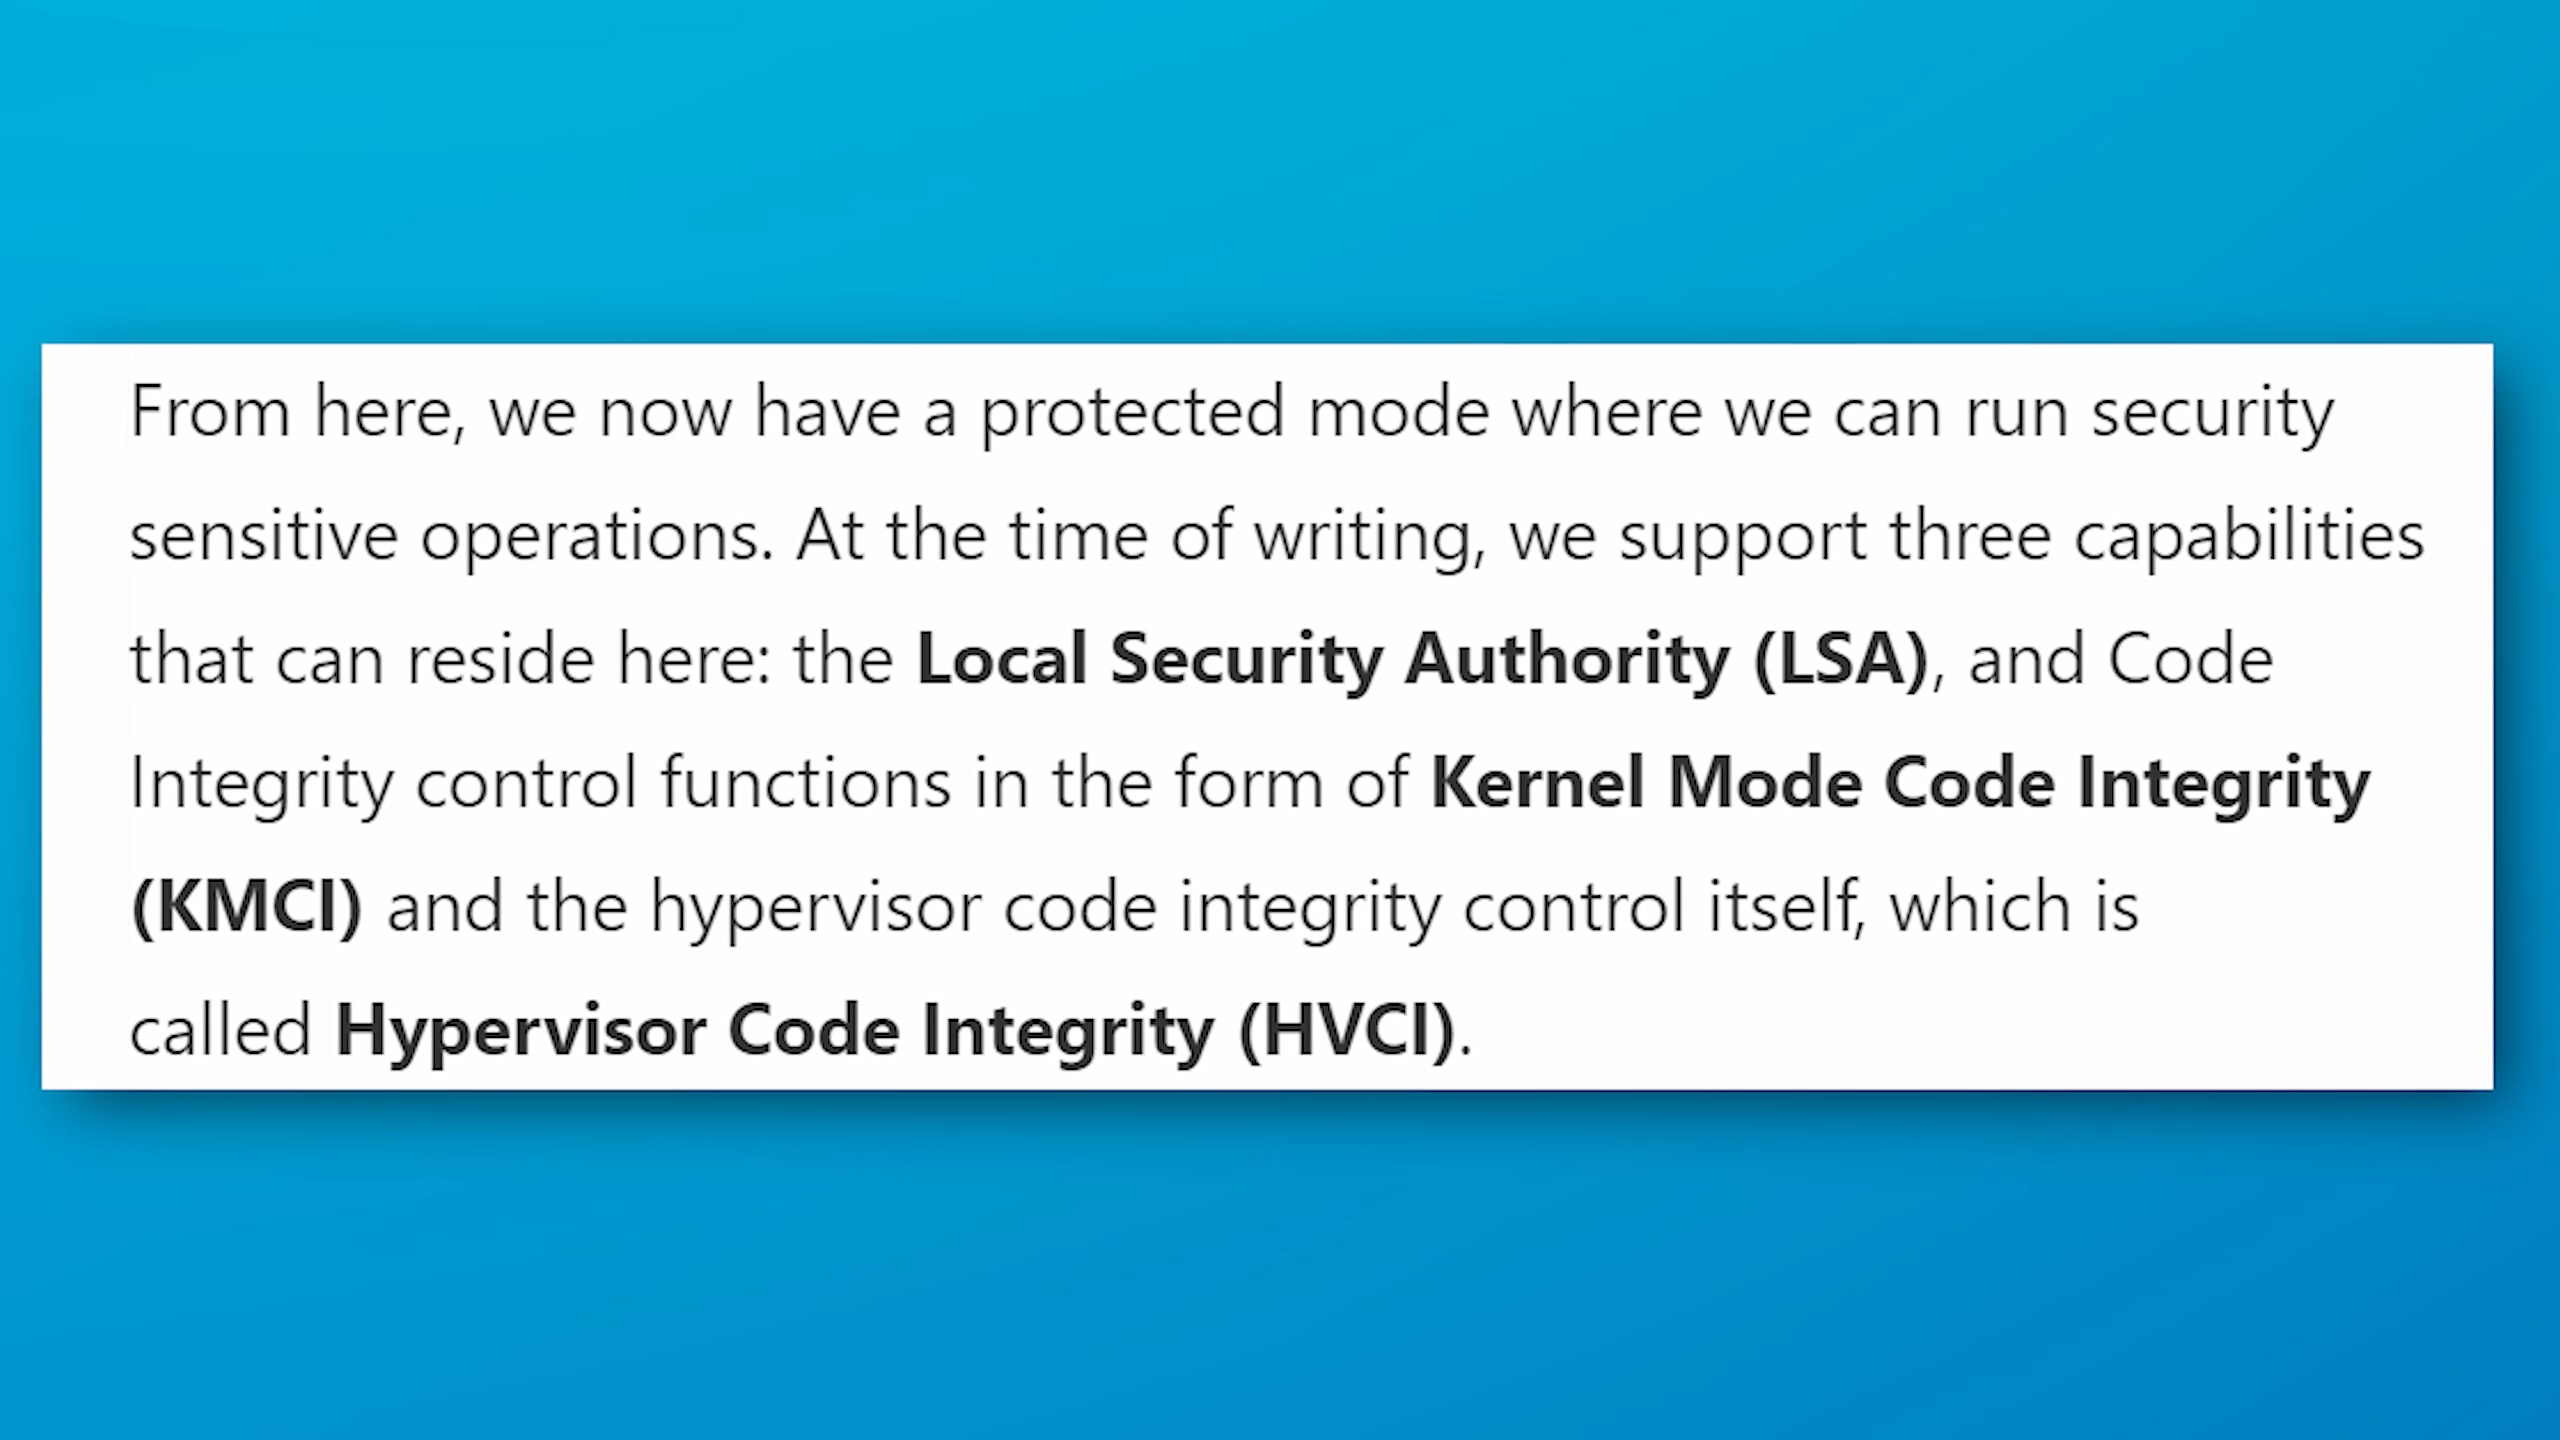 From here, we now have a protected mode where we can run security
sensitive operations. At the time of writing, we support three capabilities
that can reside here: the Local Security Authority (LSA), and Code
Integrity control functions in the form of Kernel Mode Code Integrity
(KMCI) and the hypervisor code integrity control itself, which is
called Hypervisor Code Integrity (HVCI).